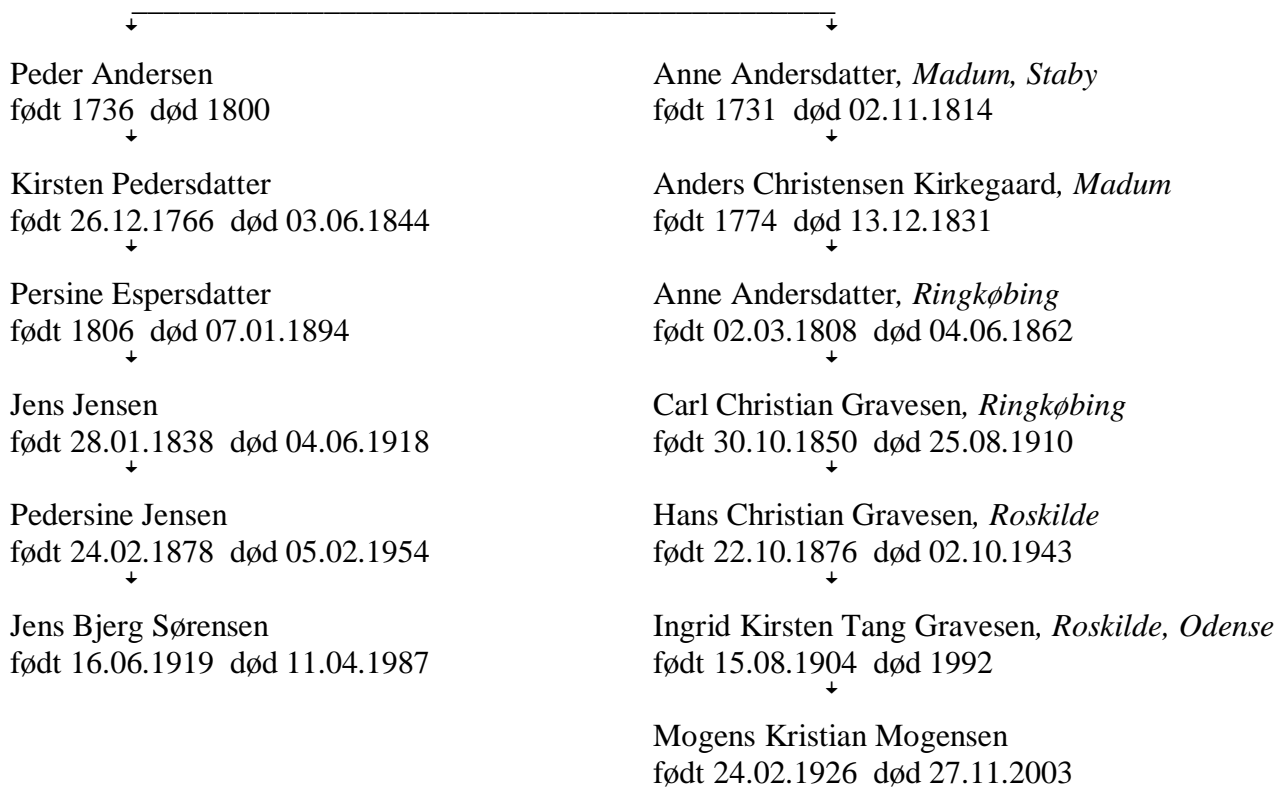 Peder Andersen
født 1736 død 1800
Kirsten Pedersdatter
født 26.12.1766 død 03.06.1844
Persine Espersdatter
født 1806 død 07.01.1894
Jens Jensen
født 28.01.1838 død 04.06.1918
Pedersine Jensen
født 24.02.1878 død 05.02.1954
Jens Bjerg Sørensen
født 16.06.1919 død 11.04.1987
Anne Andersdatter, Madum, Staby
født 1731 død 02.11.1814
Anders Christensen Kirkegaard, Madum
født 1774 død 13.12.1831
Anne Andersdatter, Ringkøbing
født 02.03.1808 død 04.06.1862
Carl Christian Gravesen, Ringkøbing
født 30.10.1850 død 25.08.1910
Hans Christian Gravesen, Roskilde
født 22.10.1876 død 02.10.1943
Ingrid Kirsten Tang Gravesen, Roskilde, Odense
født 15.08.1904 død 1992
Mogens Kristian Mogensen
født 24.02.1926 død 27.11.2003